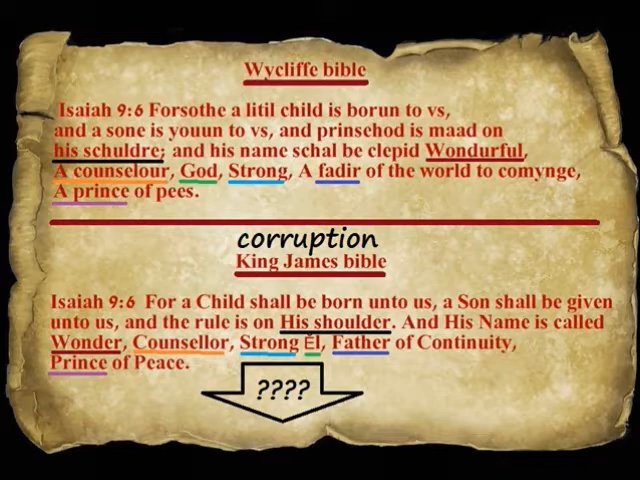 Wycliffe bible
Isaiah 9:6 Forsothe a litil child is borun to vs,
and a sone is youun to vs, and prinsehod is maad on
his schuldre; and his name schal be clepid Wondurful,
A counselour, God, Strong, A fadir of the world to comynge,
A prince of pees.
corruption
King James bible
Isaiah 9:6 For a Child shall be born unto us, a Son shall be given
unto us, and the rule is on His shoulder. And His Name is called
Wonder, Counsellor, Strong Ĕl, Father of Continuity,
Prince of Peace.
????